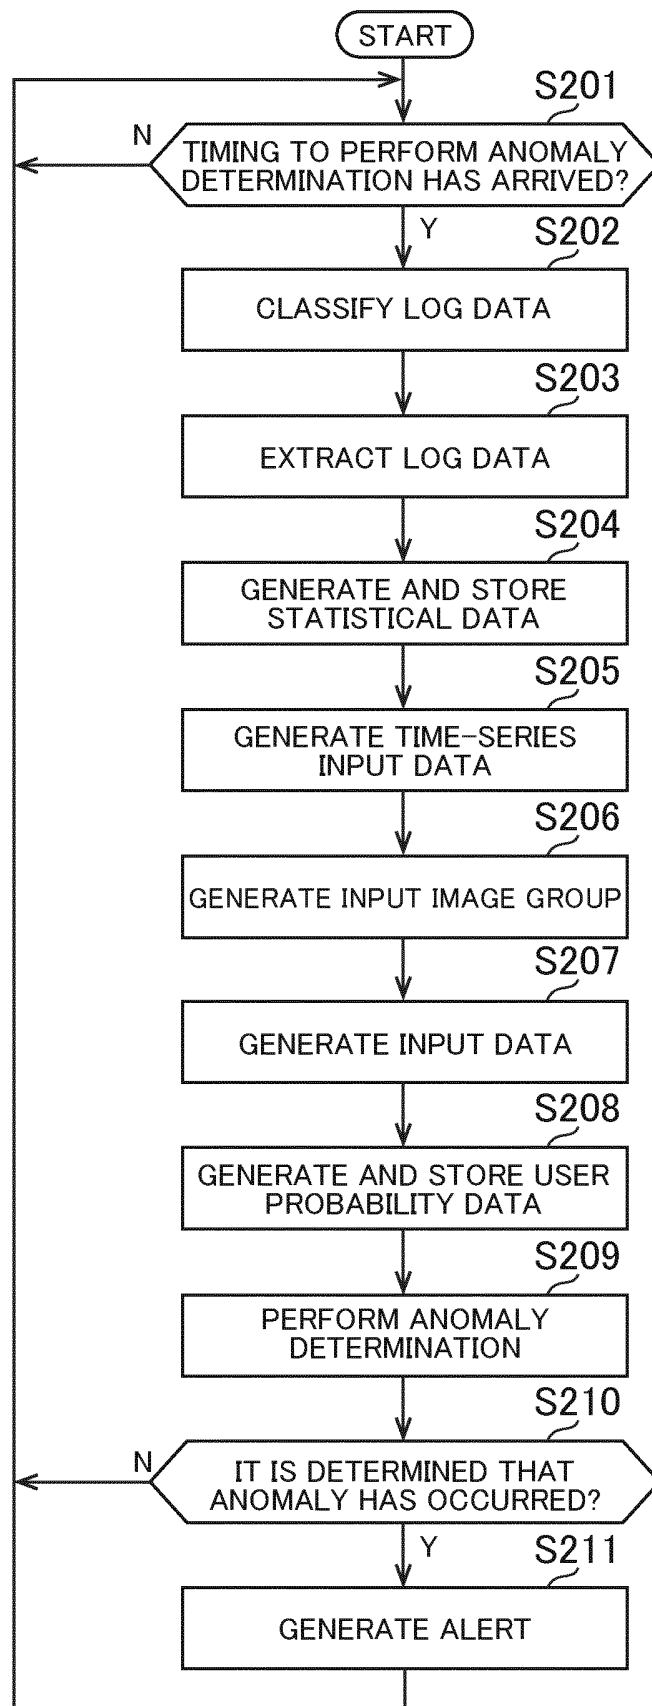 START
S201
N
TIMING TO PERFORM ANOMALY
DETERMINATION HAS ARRIVED?
Y
S202
CLASSIFY LOG DATA
S203
EXTRACT LOG DATA
S204
GENERATE AND STORE
STATISTICAL DATA
S205
GENERATE TIME-SERIES
INPUT DATA
S206
GENERATE INPUT IMAGE GROUP
S207
GENERATE INPUT DATA
S208
GENERATE AND STORE USER
PROBABILITY DATA
S209
PERFORM ANOMALY
DETERMINATION
S210
N
IT IS DETERMINED THAT
ANOMALY HAS OCCURRED?
Y
S211
GENERATE ALERT